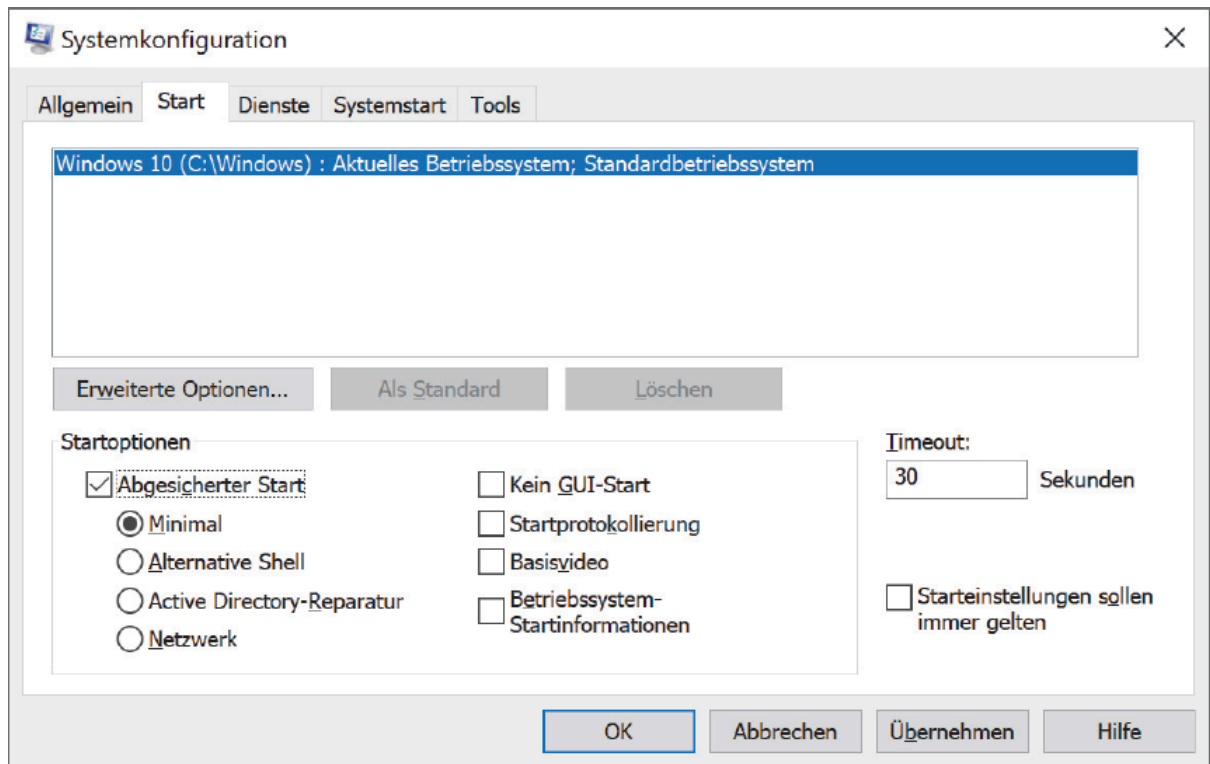 Systemkonfiguration
Allgemein Start Dienste Systemstart Tools
Windows 10 (C:\Windows) : Aktuelles Betriebssystem; Standardbetriebssystem
Erweiterte Optionen... Als Standard Löschen
Startoptionen
Abgesicherter Start
Minimal
Alternative Shell
Active Directory-Reparatur
Netzwerk
Kein GUI-Start
Startprotokollierung
Basisvideo
Betriebssystem-
Startinformationen
Timeout:
30 Sekunden
Starteinstellungen sollen
immer gelten
OK Abbrechen Übernehmen Hilfe